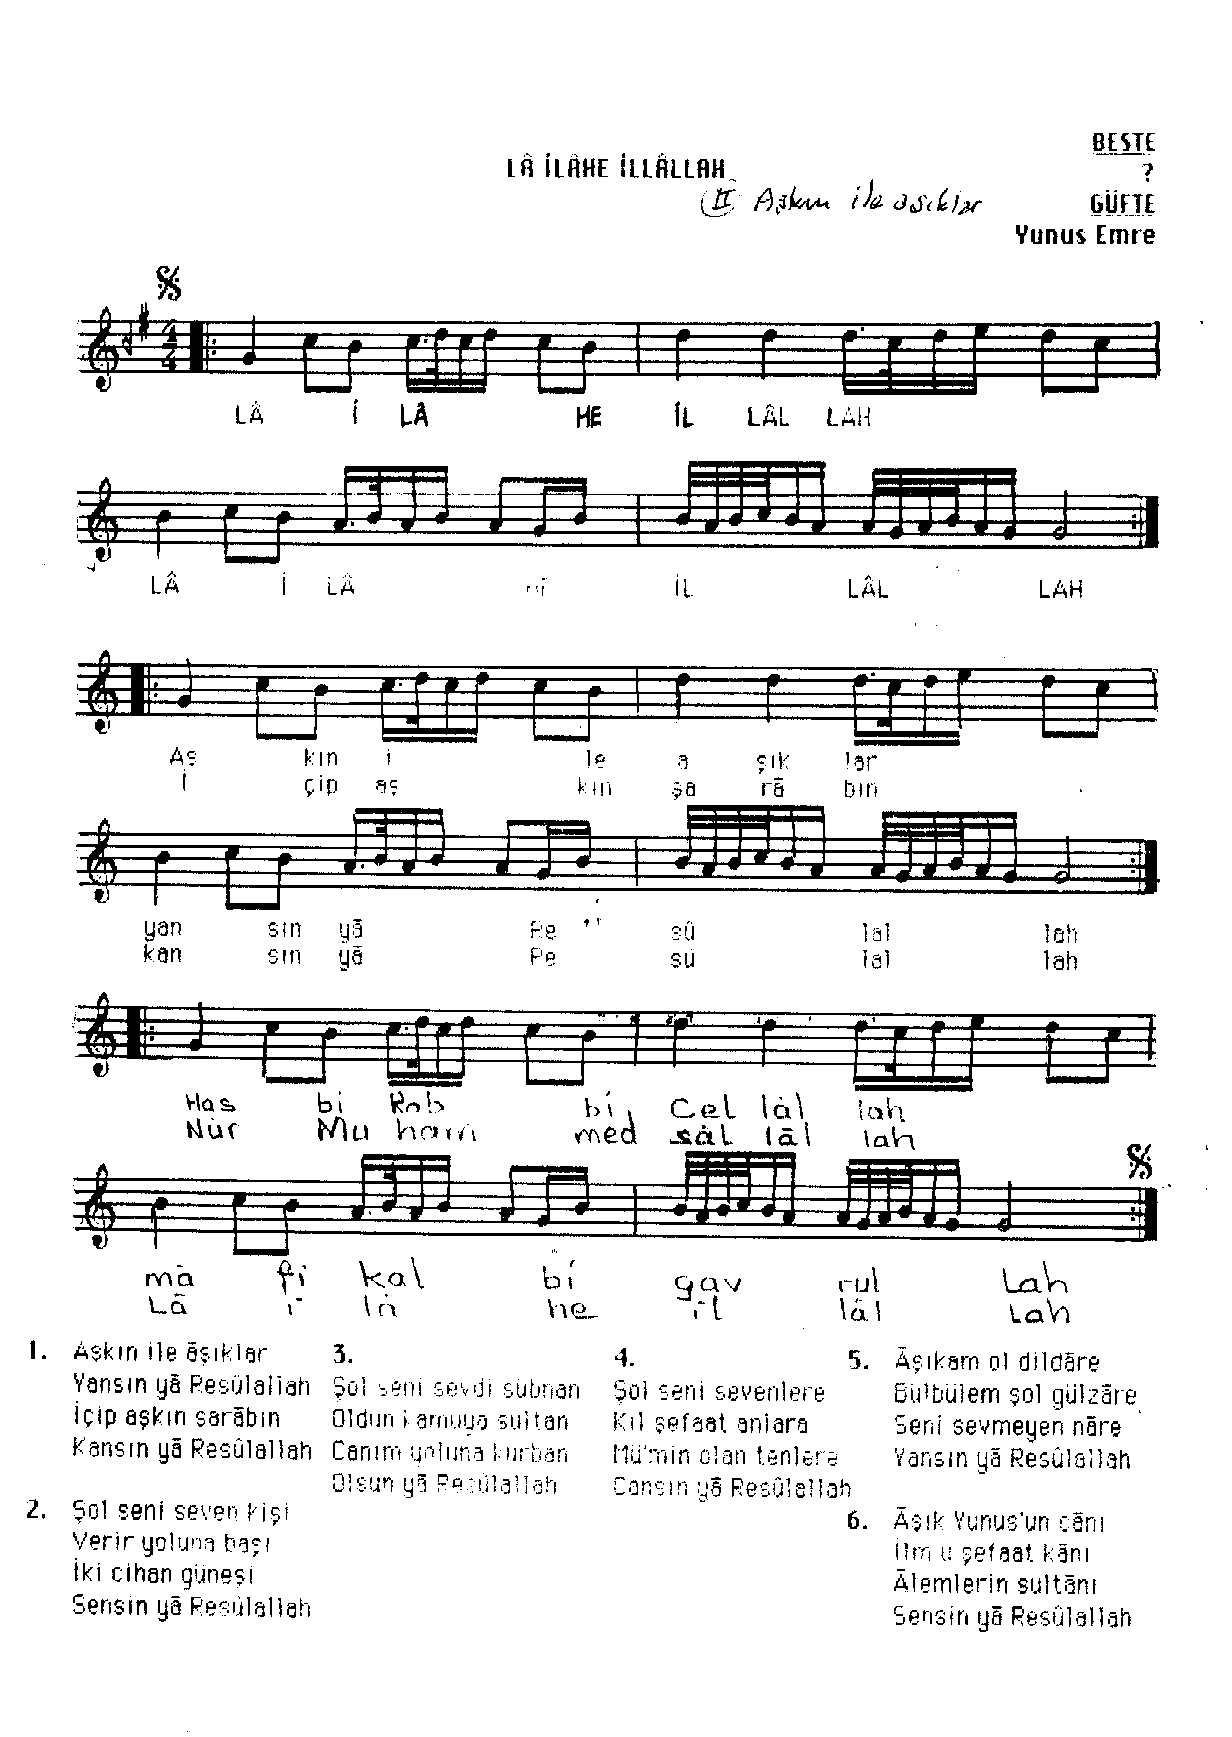 BESTE
LÂ İLÂHE İLLÂLLAH
?
II Aşkın ile aşıklar
GÜFTE
Yunus Emre
4/4
LÂ İ LÂ HE İL LÂL LAH
LÂ İ LÂ İL LÂL LAH
Aş kın i le a şık lar
İ çip aş kın şa rā bın
yan sın yā Re sû lal lah
kan sın yā Re su lal lah
Has bi Rab bi Cel lâl lah
Nûr Mu ham med sâl lāl lah
mā fi kal bi gav rul Lah
Lā i lā he il lâl Lah
1. Aşkın ile āşıklar
Yansın yā Resûlallah
İçip aşkın şarābın
Kansın yā Resûlallah
2. Şol seni seven kişi
Verir yoluna başı
İki cihan güneşi
Sensin yā Resûlallah
3.
Şol seni sevdi subhan
Oldun kamuya sultan
Canım yoluna kurban
Olsun yā Resûlallah
4.
Şol seni sevenlere
Kıl şefaat anlara
Mü'min olan tenlere
Cansın yā Resûlallah
5. Āşıkam ol dildāre
Bülbülem şol gülzāre
Seni sevmeyen nāre
Yansın yā Resûlallah
6. Āşık Yunus'un cānı
İlm u şefaat kānı
Ālemlerin sultānı
Sensin yā Resûlallah